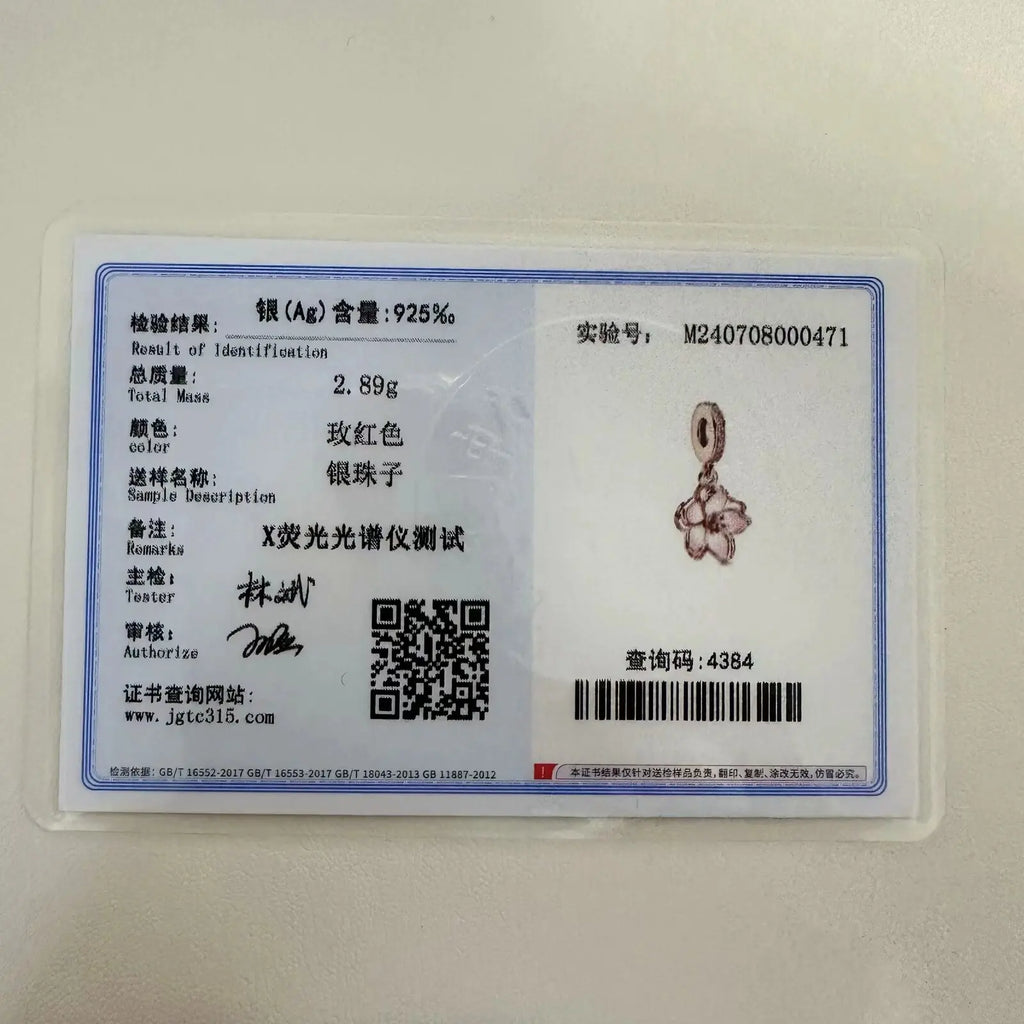 检验结果: 银(Ag)含量:925‰
Result of Identification
总质量: 2.89g
Total Mass
颜色: 玫红色
color
送样名称: 银珠子
Sample Description
备注: X荧光光谱仪测试
Remarks
主检: 林斌
Tester
审核:
Authorize
证书查询网站:
www.jgtc315.com
检测依据: GB/T 16552-2017 GB/T 16553-2017 GB/T 18043-2013 GB 11887-2012
实验号: M240708000471
查询码:4384
! 本证书结果仅针对送检样品负责,翻印、复制、涂改无效,仿冒必究。